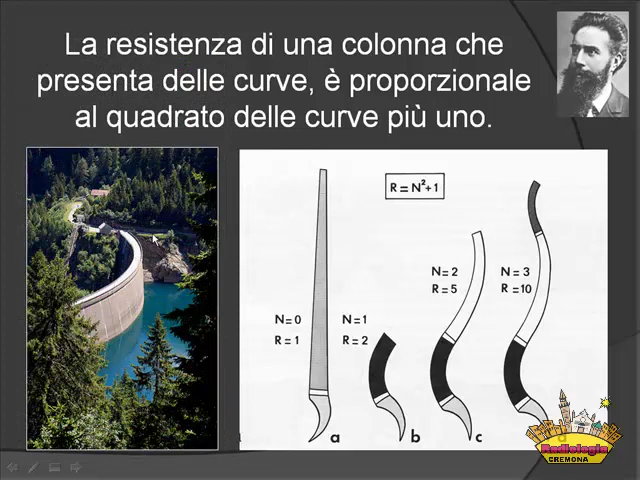 La resistenza di una colonna che
presenta delle curve, è proporzionale
al quadrato delle curve più uno.
R = N²+1
N=2
N=3
R=5
R=10
N=0
N=1
R=1
R=2
a
b
c
Radiologia
CREMONA